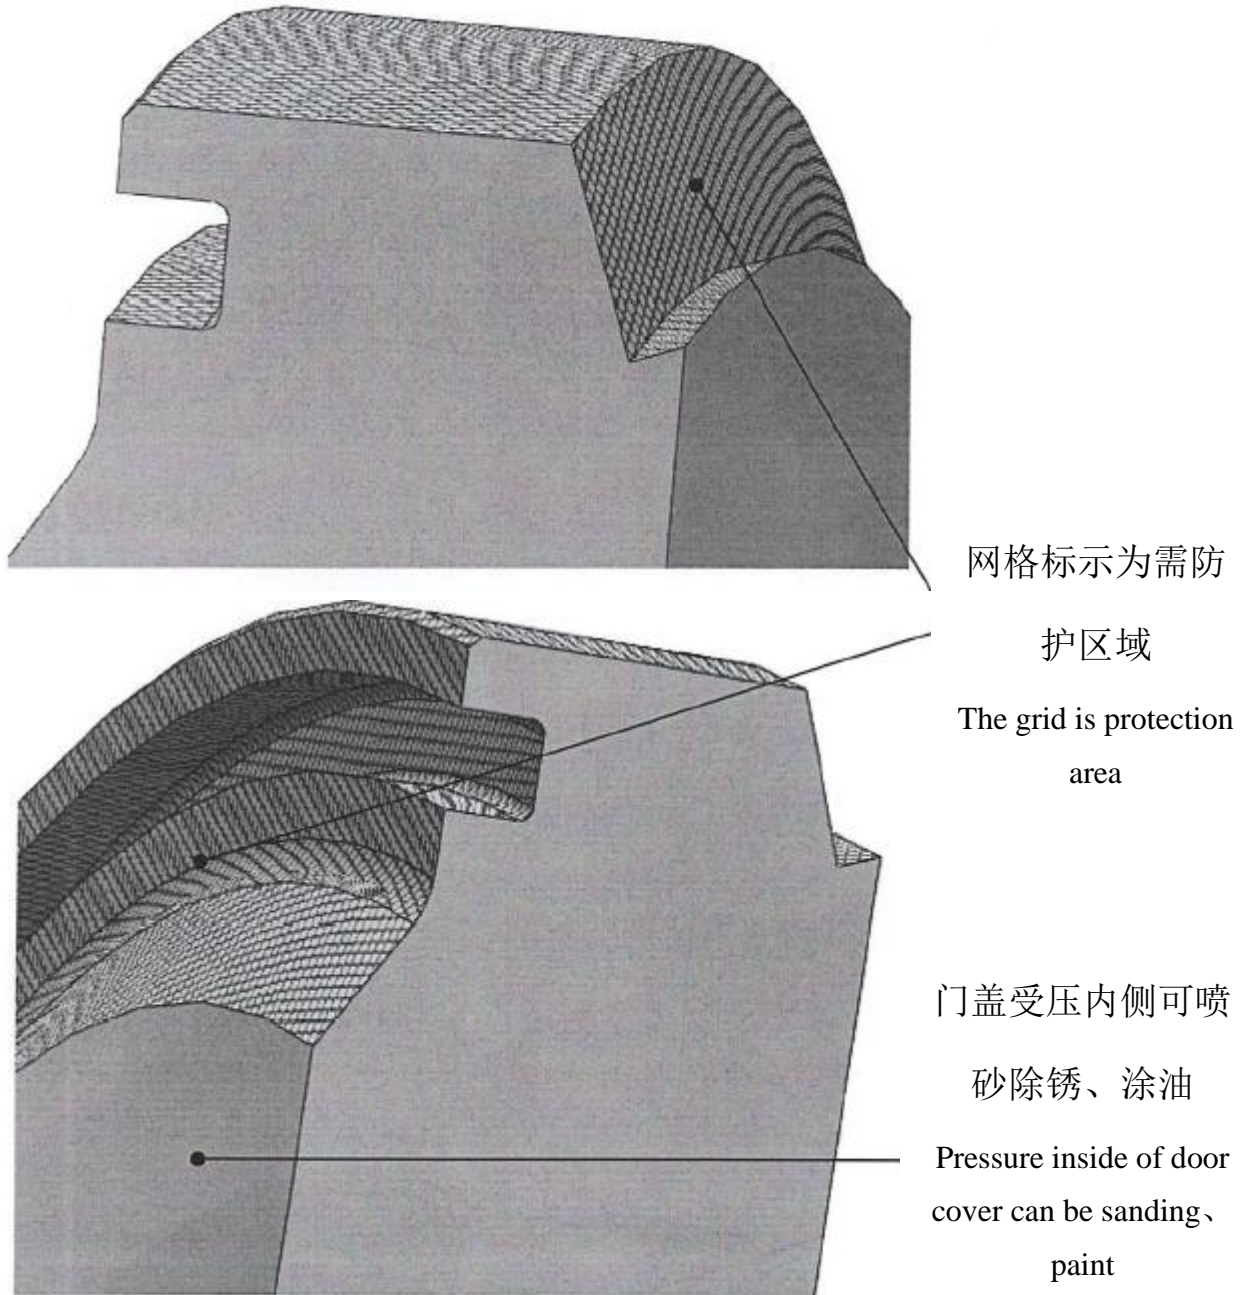 网格标示为需防
护区域
The grid is protection
area
门盖受压内侧可喷
砂除锈、涂油
Pressure inside of door
cover can be sanding、
paint